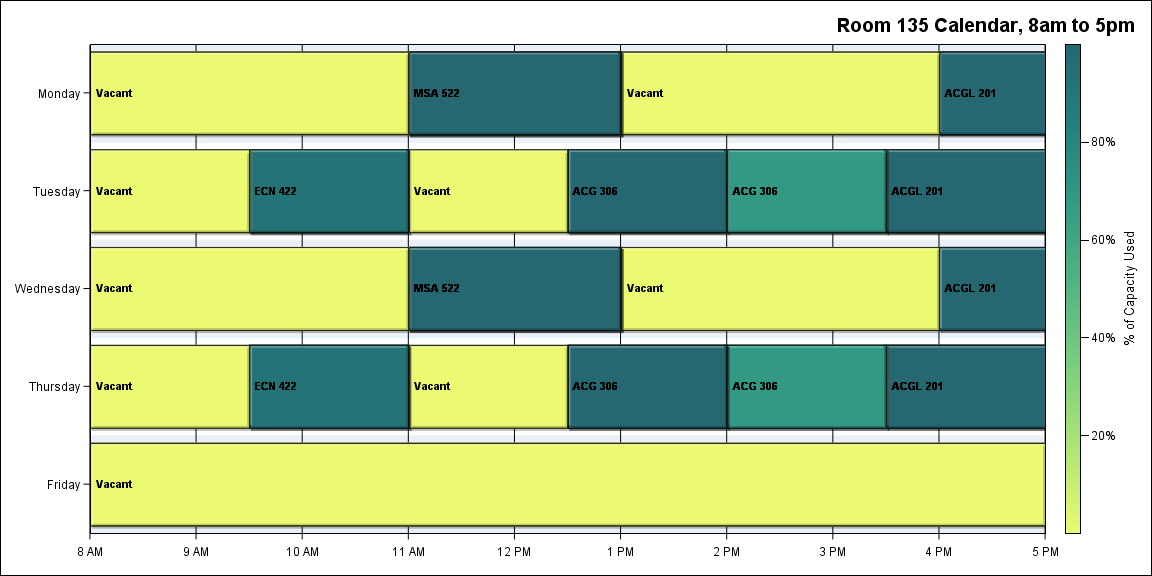 Room 135 Calendar, 8am to 5pm
Monday
Vacant
MSA 522
Vacant
ACGL 201
Tuesday
Vacant
ECN 422
Vacant
ACG 306
ACG 306
ACGL 201
Wednesday
Vacant
MSA 522
Vacant
ACGL 201
Thursday
Vacant
ECN 422
Vacant
ACG 306
ACG 306
ACGL 201
Friday
Vacant
8 AM
9 AM
10 AM
11 AM
12 PM
1 PM
2 PM
3 PM
4 PM
5 PM
80%
60%
40%
20%
% of Capacity Used